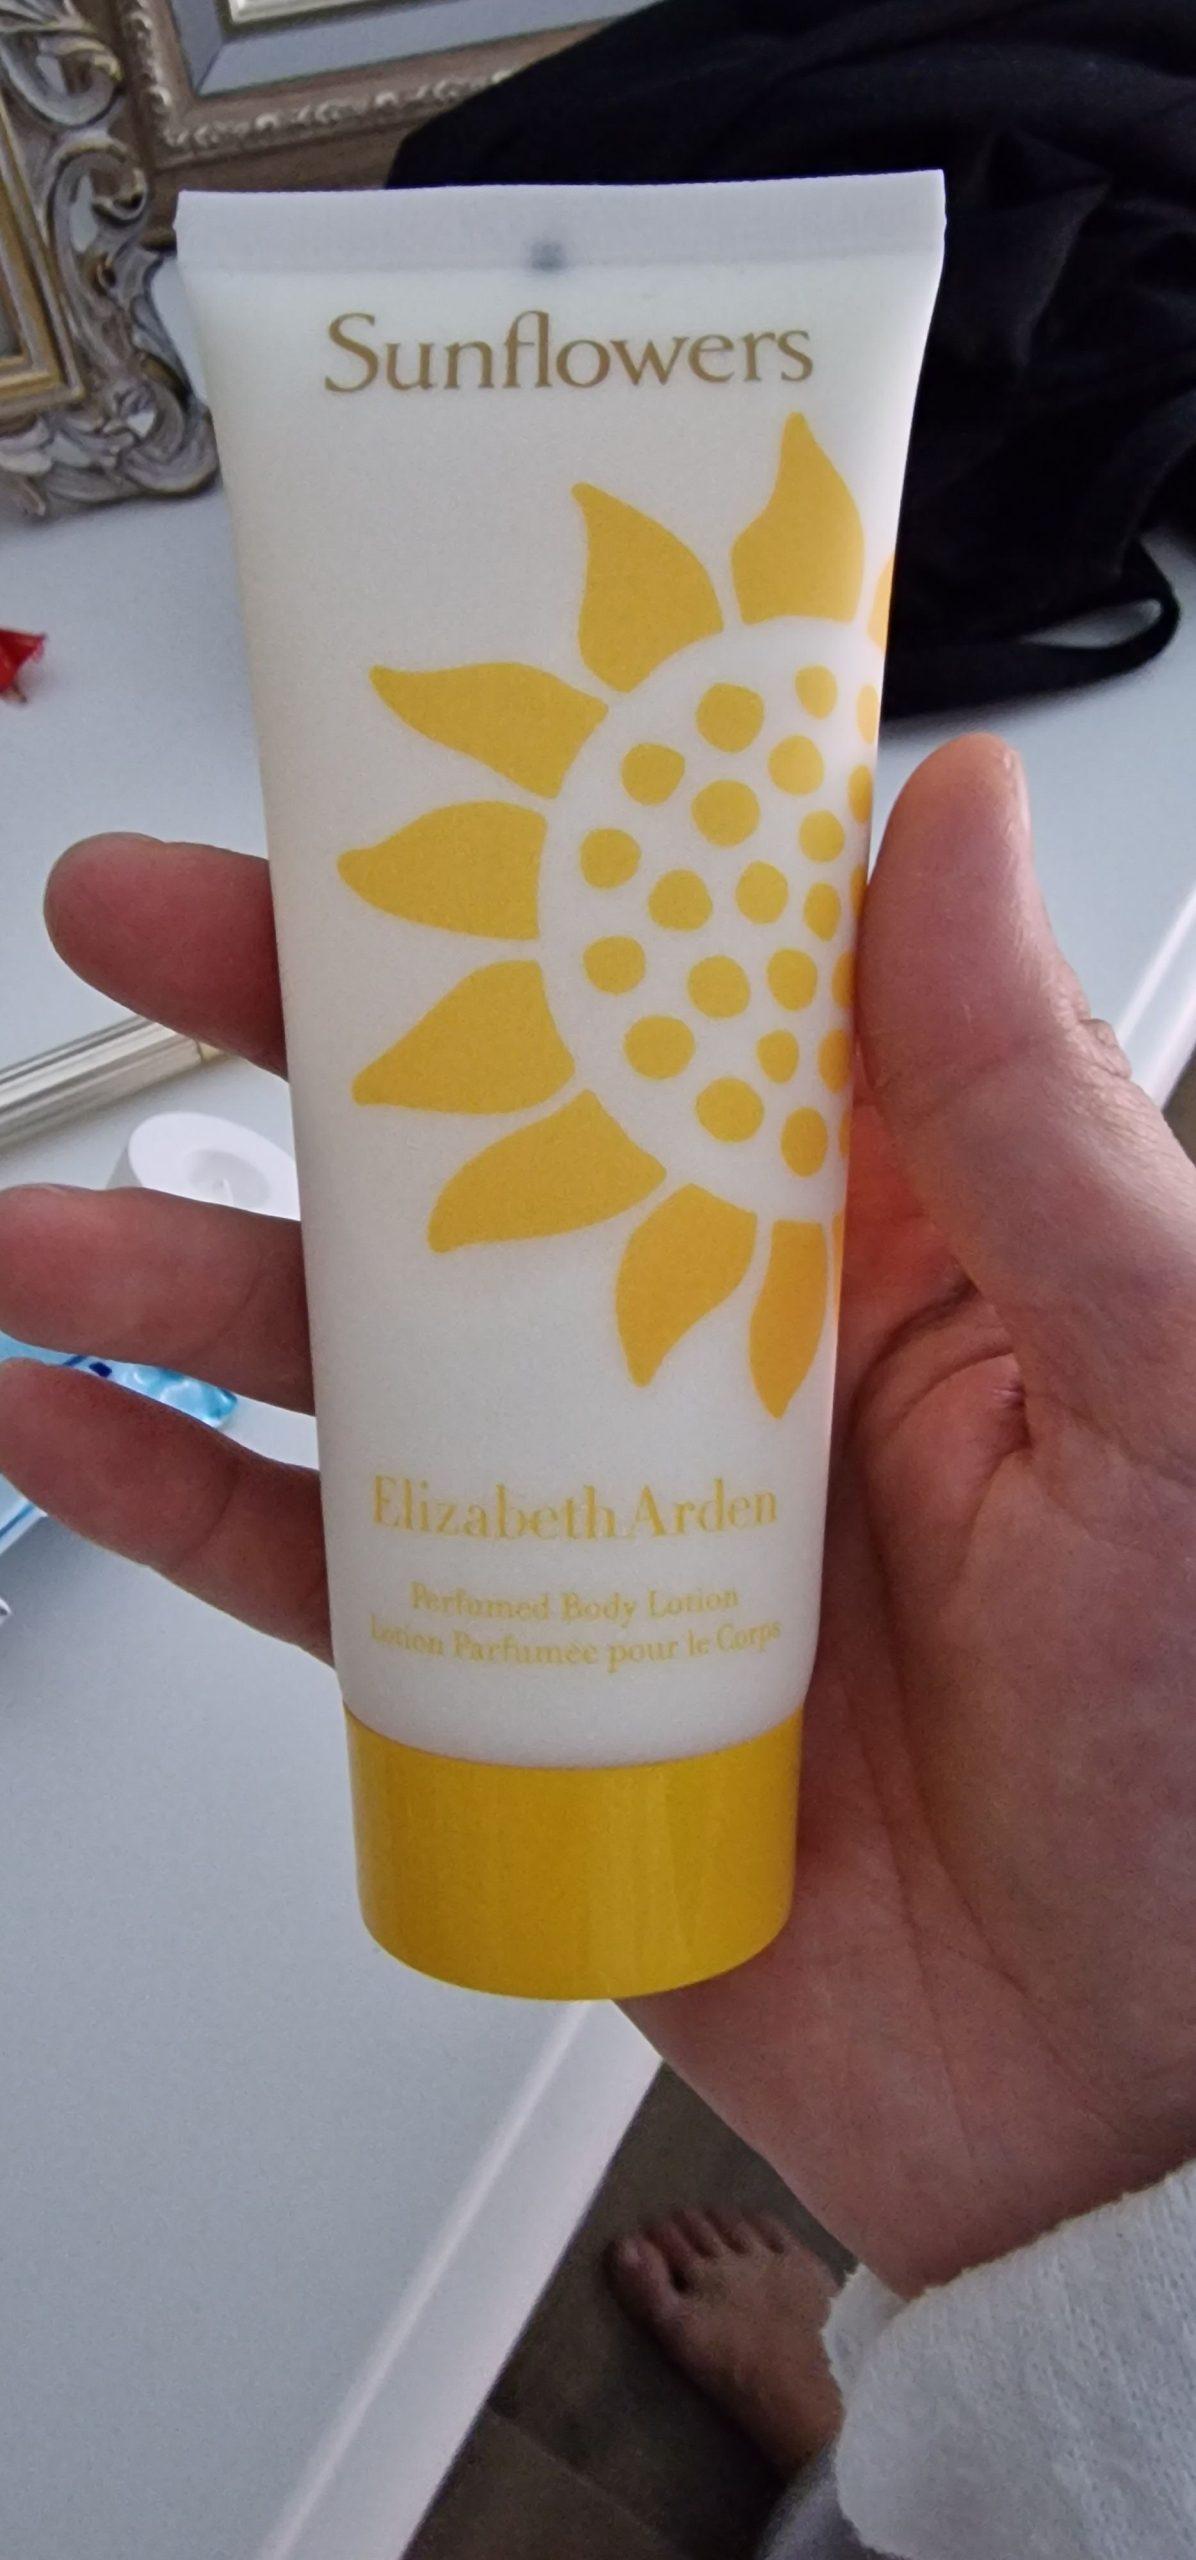 Sunflowers
Elizabeth Arden
Perfumed Body Lotion
Lotion Parfumée pour le Corps